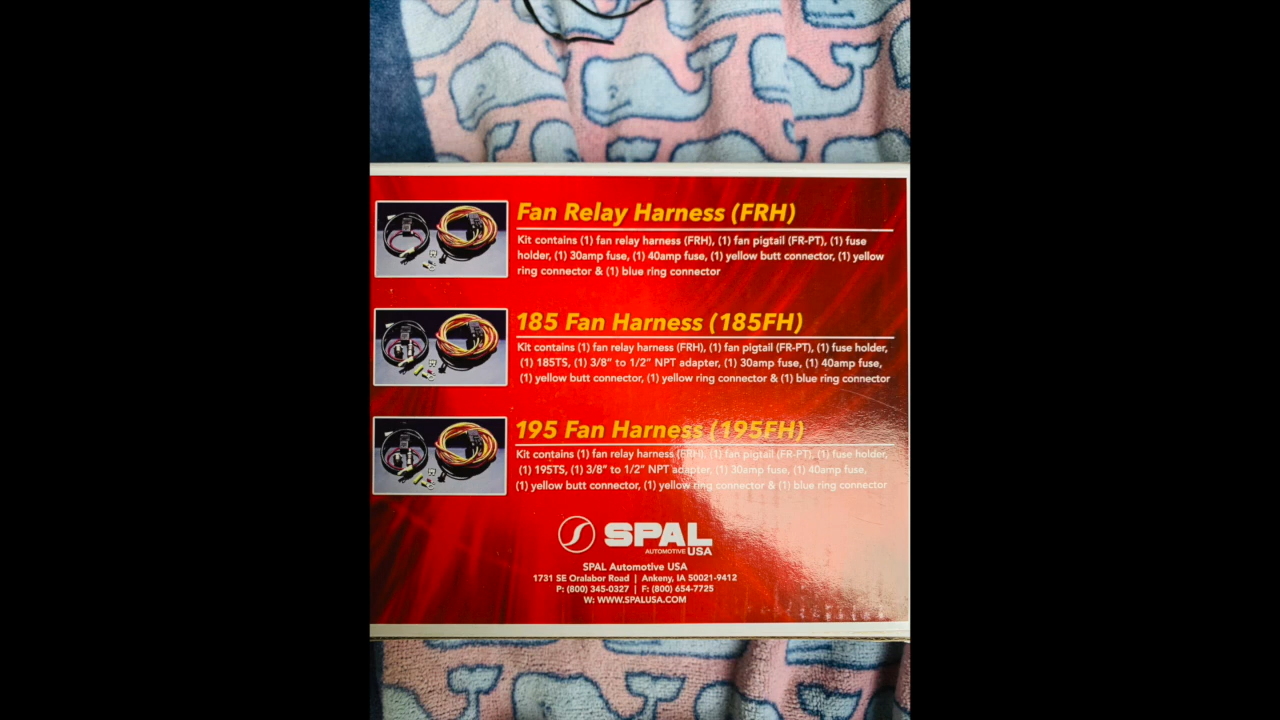 Fan Relay Harness (FRH)
Kit contains (1) fan relay harness (FRH), (1) fan pigtail (FR-PT), (1) fuse
holder, (1) 30amp fuse, (1) 40amp fuse, (1) yellow butt connector, (1) yellow
ring connector & (1) blue ring connector
185 Fan Harness (185FH)
Kit contains (1) fan relay harness (FRH), (1) fan pigtail (FR-PT), (1) fuse holder,
(1) 185TS, (1) 3/8” to 1/2” NPT adapter, (1) 30amp fuse, (1) 40amp fuse,
(1) yellow butt connector, (1) yellow ring connector & (1) blue ring connector
195 Fan Harness (195FH)
Kit contains (1) fan relay harness (FRH), (1) fan pigtail (FR-PT), (1) fuse holder,
(1) 195TS, (1) 3/8” to 1/2” NPT adapter, (1) 30amp fuse, (1) 40amp fuse,
(1) yellow butt connector, (1) yellow ring connector & (1) blue ring connector
SPAL
AUTOMOTIVE USA
SPAL Automotive USA
1731 SE Oralabor Road | Ankeny, IA 50021-9412
P: (800) 345-0327 | F: (800) 654-7725
W: WWW.SPALUSA.COM